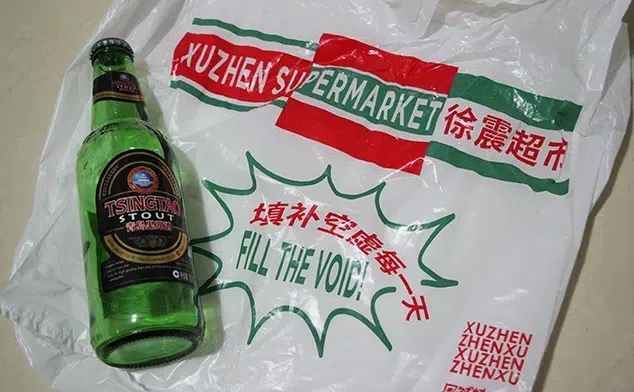 XUZHEN SUPERMARKET
徐震超市
填补空虚每一天
FILL THE VOID!
TSINGTAO
STOUT
XUZHEN
ZHENXU
XUZHEN
ZHENXU